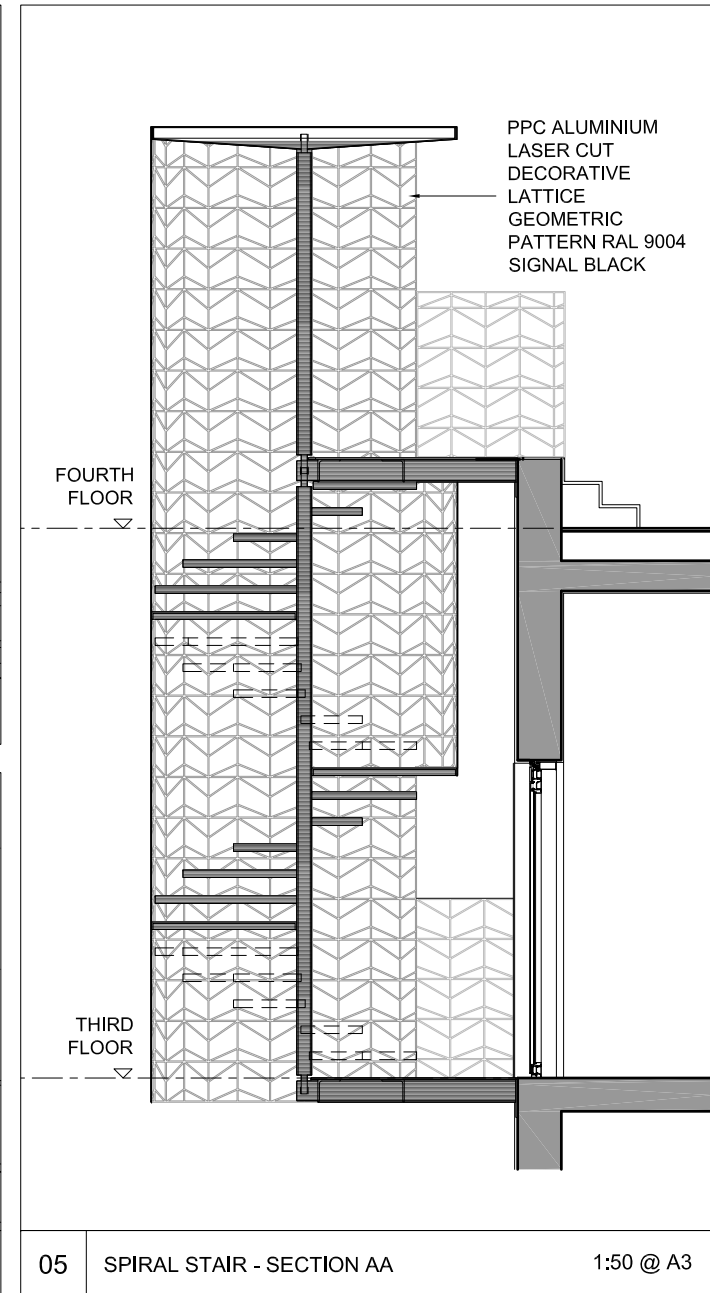 PPC ALUMINIUM
LASER CUT
DECORATIVE
LATTICE
GEOMETRIC
PATTERN RAL 9004
SIGNAL BLACK
FOURTH
FLOOR
THIRD
FLOOR
05 SPIRAL STAIR - SECTION AA 1:50 @ A3